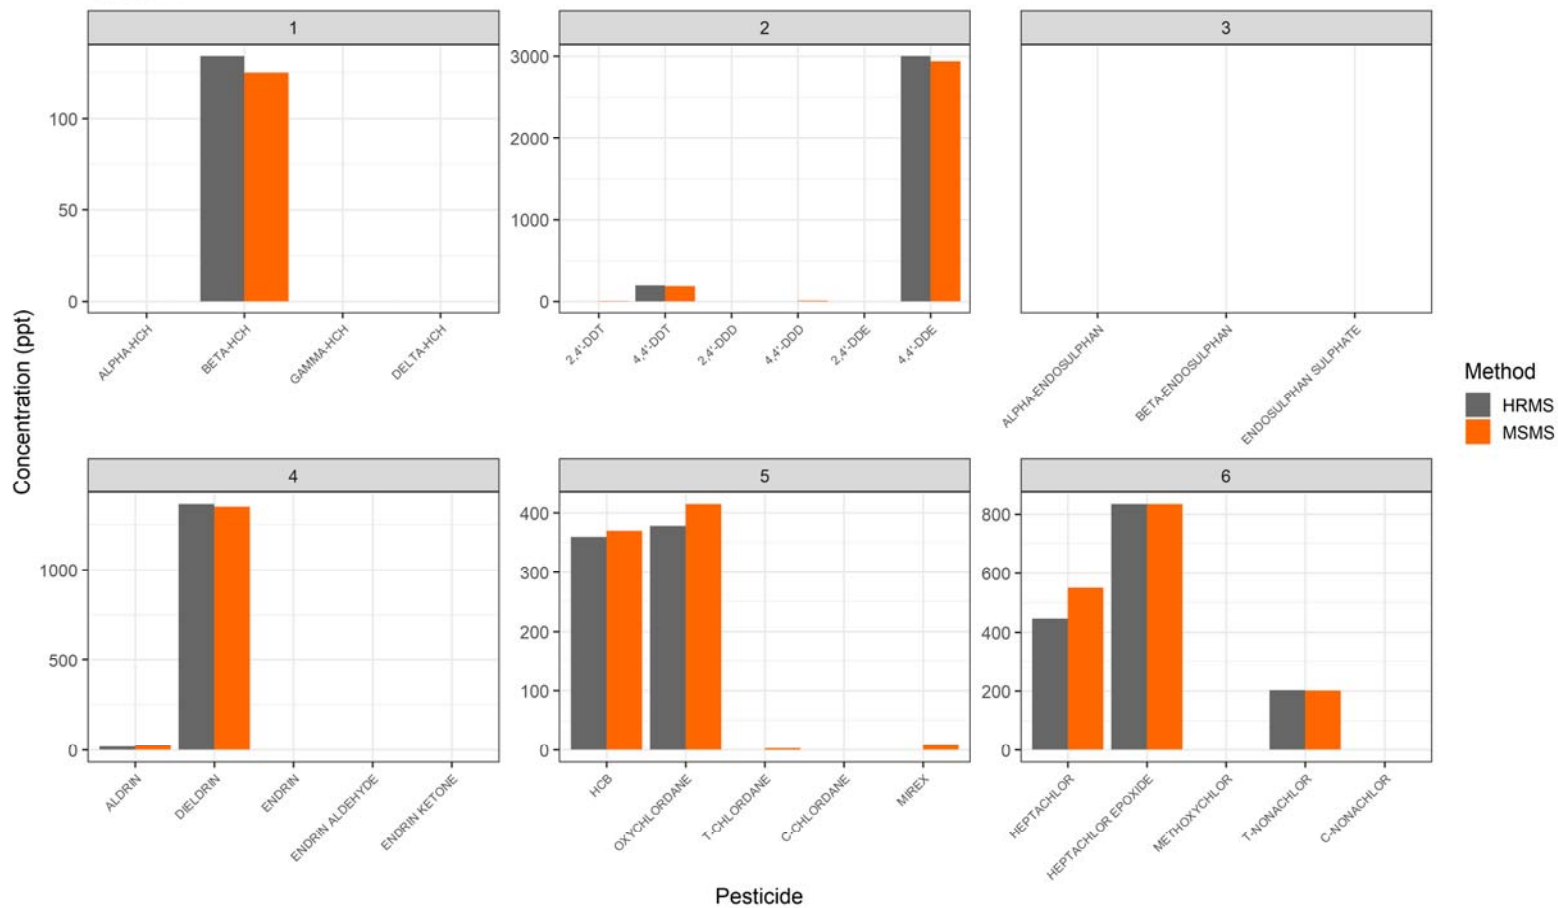 1
2
3
100
50
0
3000
2000
1000
0
ALPHA-HCH
BETA-HCH
GAMMA-HCH
DELTA-HCH
2,4'-DDT
4,4'-DDT
2,4'-DDD
4,4'-DDD
2,4'-DDE
4,4'-DDE
ALPHA-ENDOSULPHAN
BETA-ENDOSULPHAN
ENDOSULPHAN SULPHATE
Concentration (ppt)
Method
HRMS
MSMS
4
5
6
1000
500
0
400
300
200
100
0
800
600
400
200
0
ALDRIN
DIELDRIN
ENDRIN
ENDRIN ALDEHYDE
ENDRIN KETONE
HCB
OXYCHLORDANE
T-CHLORDANE
C-CHLORDANE
MIREX
HEPTACHLOR
HEPTACHLOR EPOXIDE
METHOXYCHLOR
T-NONACHLOR
C-NONACHLOR
Pesticide